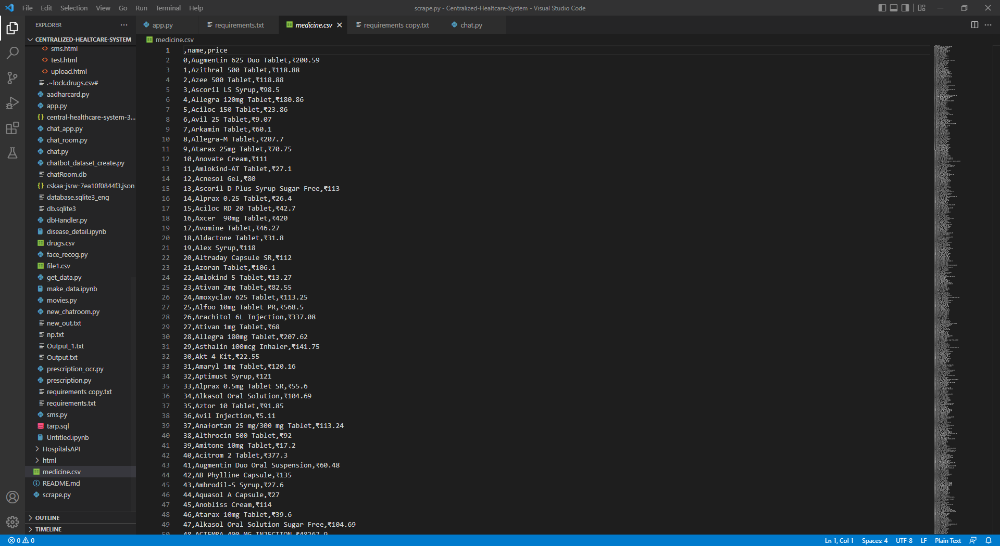 File Edit Selection View Go Run Terminal Help
scrape.py - Centralized-Healtcare-System - Visual Studio Code
EXPLORER
app.py
requirements.txt
medicine.csv
requirements copy.txt
chat.py
CENTRALIZED-HEALTCARE-SYSTEM
sms.html
test.html
upload.html
.~lock.drugs.csv#
aadharcard.py
app.py
central-healthcare-system-3...
chat_app.py
chat_room.py
chat.py
chatbot_dataset_create.py
chatRoom.db
cskaa-jsrw-7ea10f0844f3.json
database.sqlite3_eng
db.sqlite3
dbHandler.py
disease_detail.ipynb
drugs.csv
face_recog.py
file1.csv
get_data.py
make_data.ipynb
movies.py
new_chatroom.py
new_out.txt
np.txt
Output_1.txt
Output.txt
prescription_ocr.py
prescription.py
requirements copy.txt
requirements.txt
sms.py
tarp.sql
Untitled.ipynb
HospitalsAPI
html
medicine.csv
README.md
scrape.py
OUTLINE
TIMELINE
medicine.csv
1 ,name,price
2 0,Augmentin 625 Duo Tablet,₹200.59
3 1,Azithral 500 Tablet,₹118.88
4 2,Azee 500 Tablet,₹118.88
5 3,Ascoril LS Syrup,₹98.5
6 4,Allegra 120mg Tablet,₹180.86
7 5,Aciloc 150 Tablet,₹23.86
8 6,Avil 25 Tablet,₹9.07
9 7,Arkamin Tablet,₹60.1
10 8,Allegra-M Tablet,₹207.7
11 9,Atarax 25mg Tablet,₹70.75
12 10,Anovate Cream,₹111
13 11,Amlokind-AT Tablet,₹27.1
14 12,Acnesol Gel,₹80
15 13,Ascoril D Plus Syrup Sugar Free,₹113
16 14,Alprax 0.25 Tablet,₹26.4
17 15,Aciloc RD 20 Tablet,₹42.7
18 16,Axcer  90mg Tablet,₹420
19 17,Avomine Tablet,₹46.27
20 18,Aldactone Tablet,₹31.8
21 19,Alex Syrup,₹118
22 20,Altraday Capsule SR,₹112
23 21,Azoran Tablet,₹106.1
24 22,Amlokind 5 Tablet,₹13.27
25 23,Ativan 2mg Tablet,₹82.55
26 24,Amoxyclav 625 Tablet,₹113.25
27 25,Alfoo 10mg Tablet PR,₹568.5
28 26,Arachitol 6L Injection,₹337.08
29 27,Ativan 1mg Tablet,₹68
30 28,Allegra 180mg Tablet,₹207.62
31 29,Asthalin 100mcg Inhaler,₹141.75
32 30,Akt 4 Kit,₹22.55
33 31,Amaryl 1mg Tablet,₹120.16
34 32,Aptimust Syrup,₹121
35 33,Alprax 0.5mg Tablet SR,₹55.6
36 34,Alkasol Oral Solution,₹104.69
37 35,Aztor 10 Tablet,₹91.85
38 36,Avil Injection,₹5.11
39 37,Anafortan 25 mg/300 mg Tablet,₹113.24
40 38,Althrocin 500 Tablet,₹92
41 39,Amitone 10mg Tablet,₹17.2
42 40,Acitrom 2 Tablet,₹377.3
43 41,Augmentin Duo Oral Suspension,₹60.48
44 42,AB Phylline Capsule,₹135
45 43,Ambrodil-S Syrup,₹27.6
46 44,Aquasol A Capsule,₹27
47 45,Anobliss Cream,₹114
48 46,Atarax 10mg Tablet,₹39.6
49 47,Alkasol Oral Solution Sugar Free,₹104.69
50 48,ACTEMRA 400 MG INJECTION,₹48267.9
0 0
Ln 1, Col 1 Spaces: 4 UTF-8 LF Plain Text